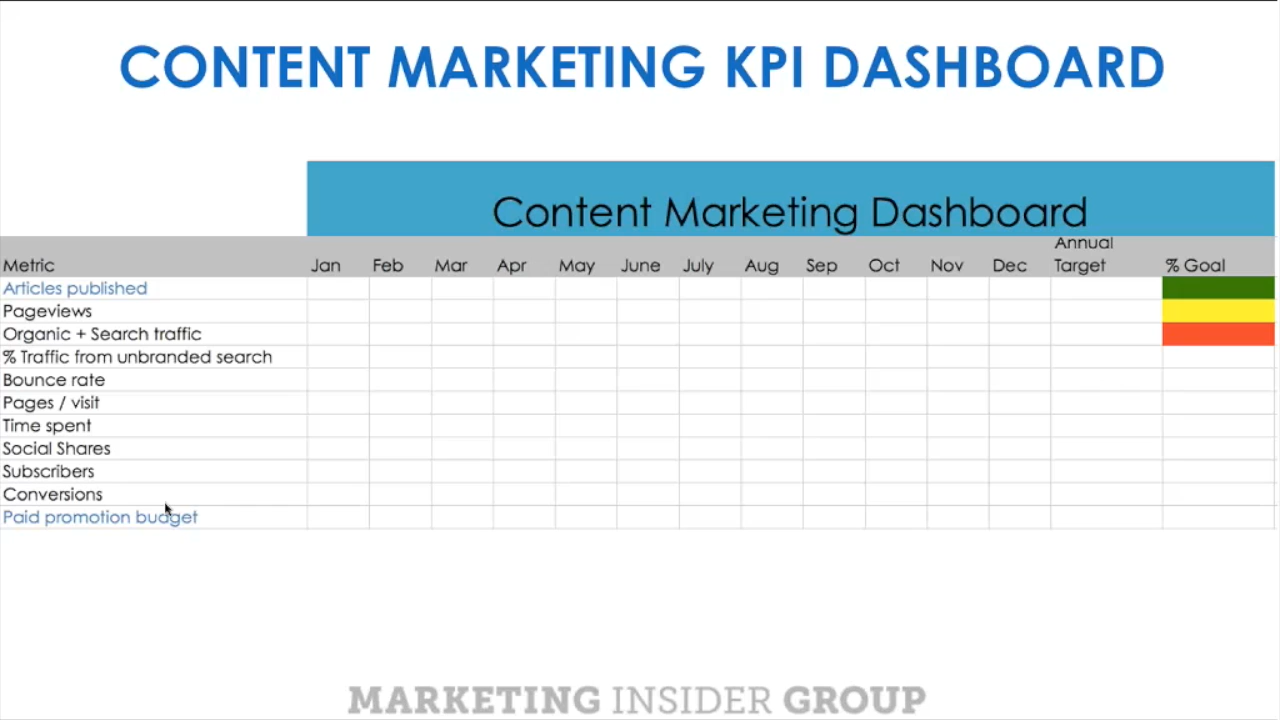 CONTENT MARKETING KPI DASHBOARD
Content Marketing Dashboard
Metric Jan Feb Mar Apr May June July Aug Sep Oct Nov Dec Annual Target % Goal
Articles published
Pageviews
Organic + Search traffic
% Traffic from unbranded search
Bounce rate
Pages / visit
Time spent
Social Shares
Subscribers
Conversions
Paid promotion budget
MARKETING INSIDER GROUP